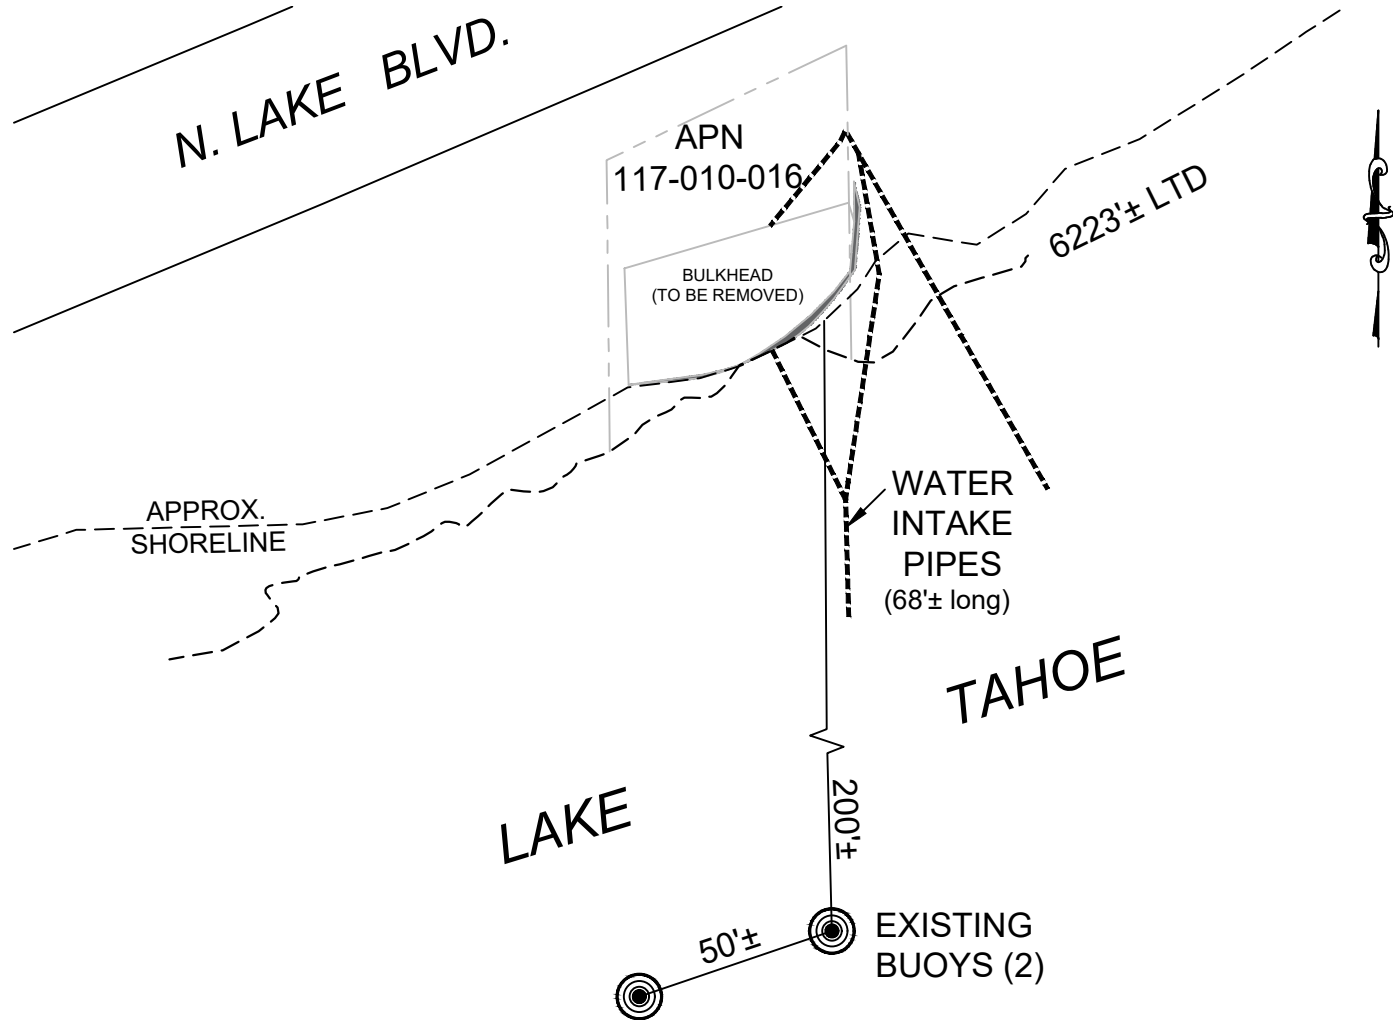 N. LAKE BLVD.
APN
117-010-016
6223'± LTD
BULKHEAD
(TO BE REMOVED)
APPROX.
SHORELINE
WATER
INTAKE
PIPES
(68'± long)
TAHOE
LAKE
200'±
50'±
EXISTING
BUOYS (2)